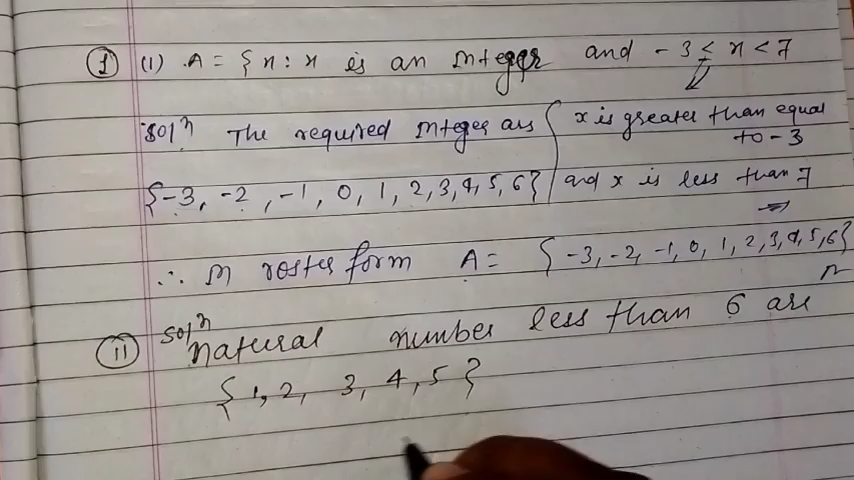 ① (1) A = { x : x is an integer and - 3 ≤ x < 7
Solⁿ The required integer are { x is greater than equal
to - 3
{-3, -2, -1, 0, 1, 2, 3, 4, 5, 6} and x is less than 7
∴ In roster form A = { -3, -2, -1, 0, 1, 2, 3, 4, 5, 6}
(ii) Solⁿ natural number less than 6 are
{ 1, 2, 3, 4, 5 }